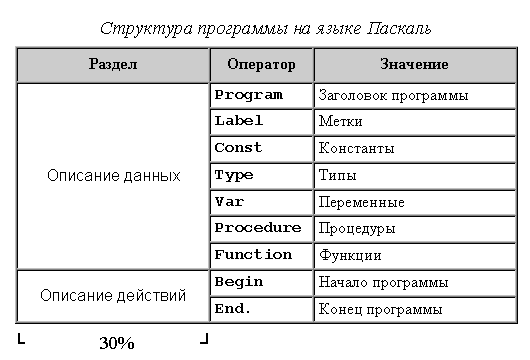 Структура программы на языке Паскаль
Раздел Оператор Значение
Описание данных
Program Заголовок программы
Label Метки
Const Константы
Type Типы
Var Переменные
Procedure Процедуры
Function Функции
Описание действий
Begin Начало программы
End. Конец программы
30%